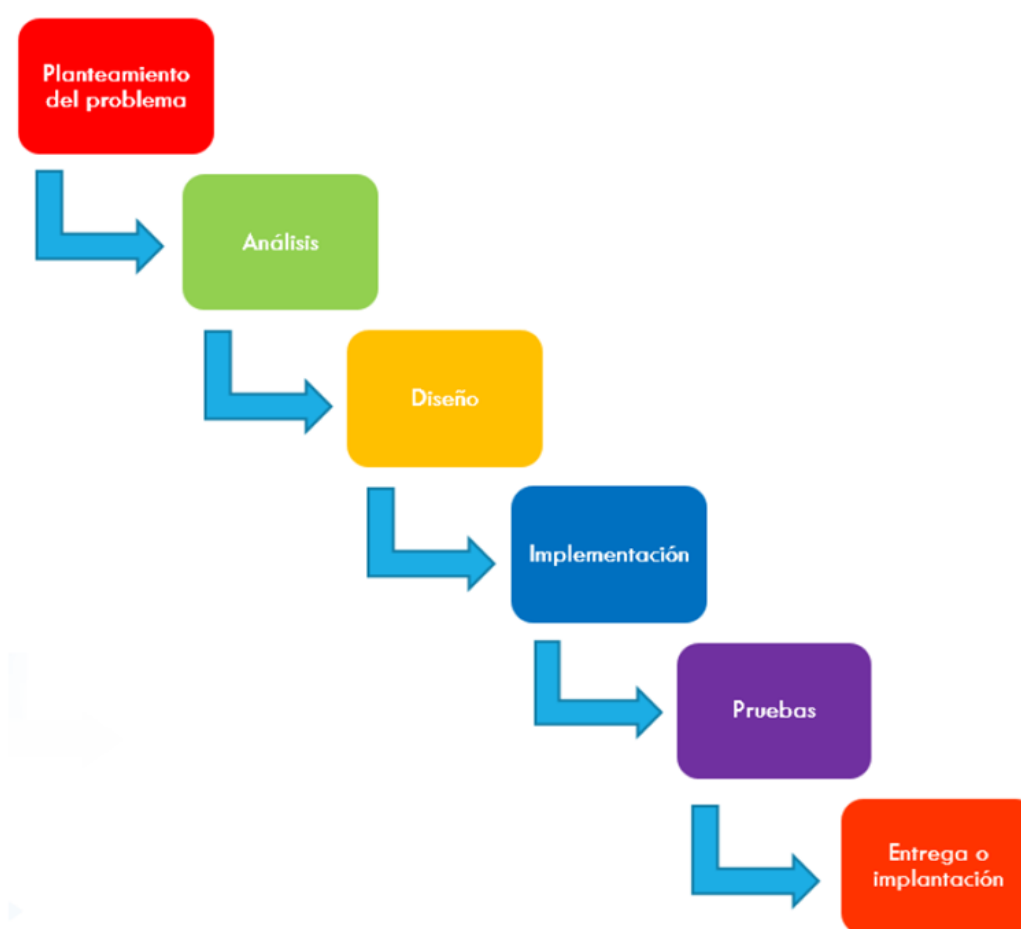 Planteamiento
del problema
Análisis
Diseño
Implementación
Pruebas
Entrega o
implantación